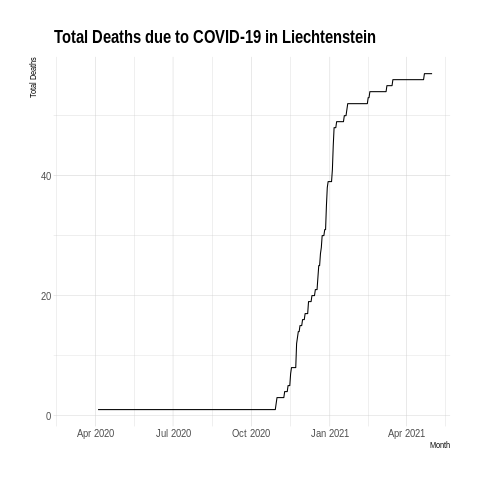 Total Deaths due to COVID-19 in Liechtenstein
Total Deaths
40
20
0
Apr 2020 Jul 2020 Oct 2020 Jan 2021 Apr 2021
Month